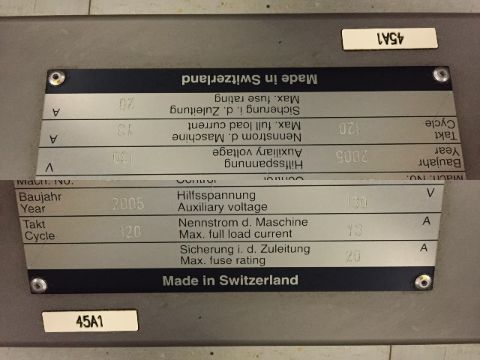 Baujahr Hilfsspannung V
Year 2005 Auxiliary voltage
Takt Nennstrom d. Maschine A
Cycle 120 Max. full load current
Sicherung i. d. Zuleitung A
Max. fuse rating 20
Made in Switzerland
45A1
Mach. No.
Baujahr Hilfsspannung V
Year 2005 Auxiliary voltage
Takt Nennstrom d. Maschine A
Cycle 120 Max. full load current
Sicherung i. d. Zuleitung A
Max. fuse rating 20
Made in Switzerland
45A1